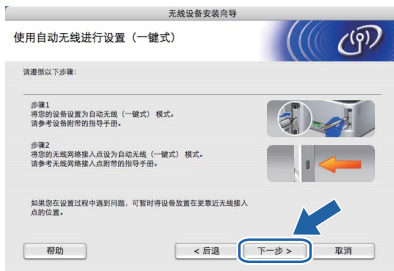 无线设备安装向导
使用自动无线进行设置（一键式）
请遵循以下步骤：
步骤1
将您的设备设置为自动无线（一键式）模式。
请参考设备附带的指导手册。
步骤2
将您的无线网络接入点设为自动无线（一键式）模式。
请参考无线网络接入点附带的指导手册。
如果您在设置过程中遇到问题，可暂时将设备放置在更靠近无线接入
点的位置。
帮助
< 后退
下一步 >
取消